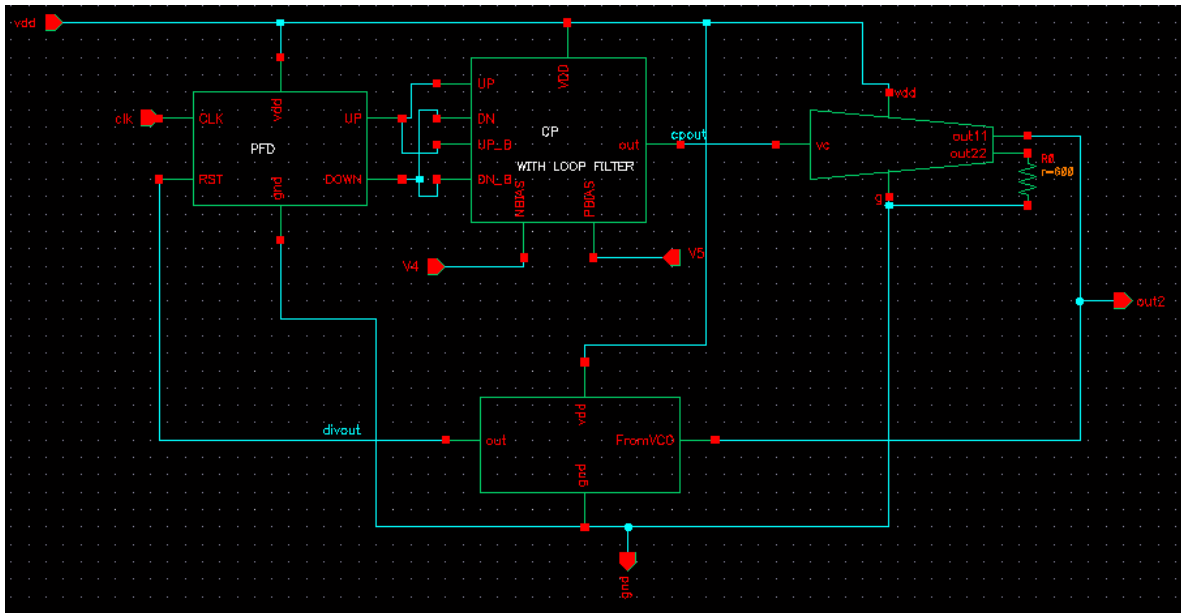 vdd
clk
CLK
vdd
UP
PFD
RST
gnd
DOWN
UP
VDD
DN
CP
UP_B
out
WITH LOOP FILTER
DN_B
NBIAS
PBIAS
V4
V5
cpout
vdd
vc
out11
out22
g
R0
r=600
out2
divout
out
vdd
FromVCO
gnd
gnd